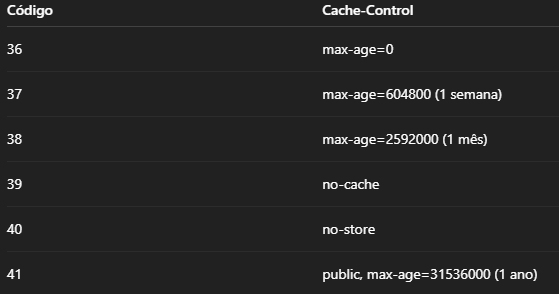 Código Cache-Control
36 max-age=0
37 max-age=604800 (1 semana)
38 max-age=2592000 (1 mês)
39 no-cache
40 no-store
41 public, max-age=31536000 (1 ano)